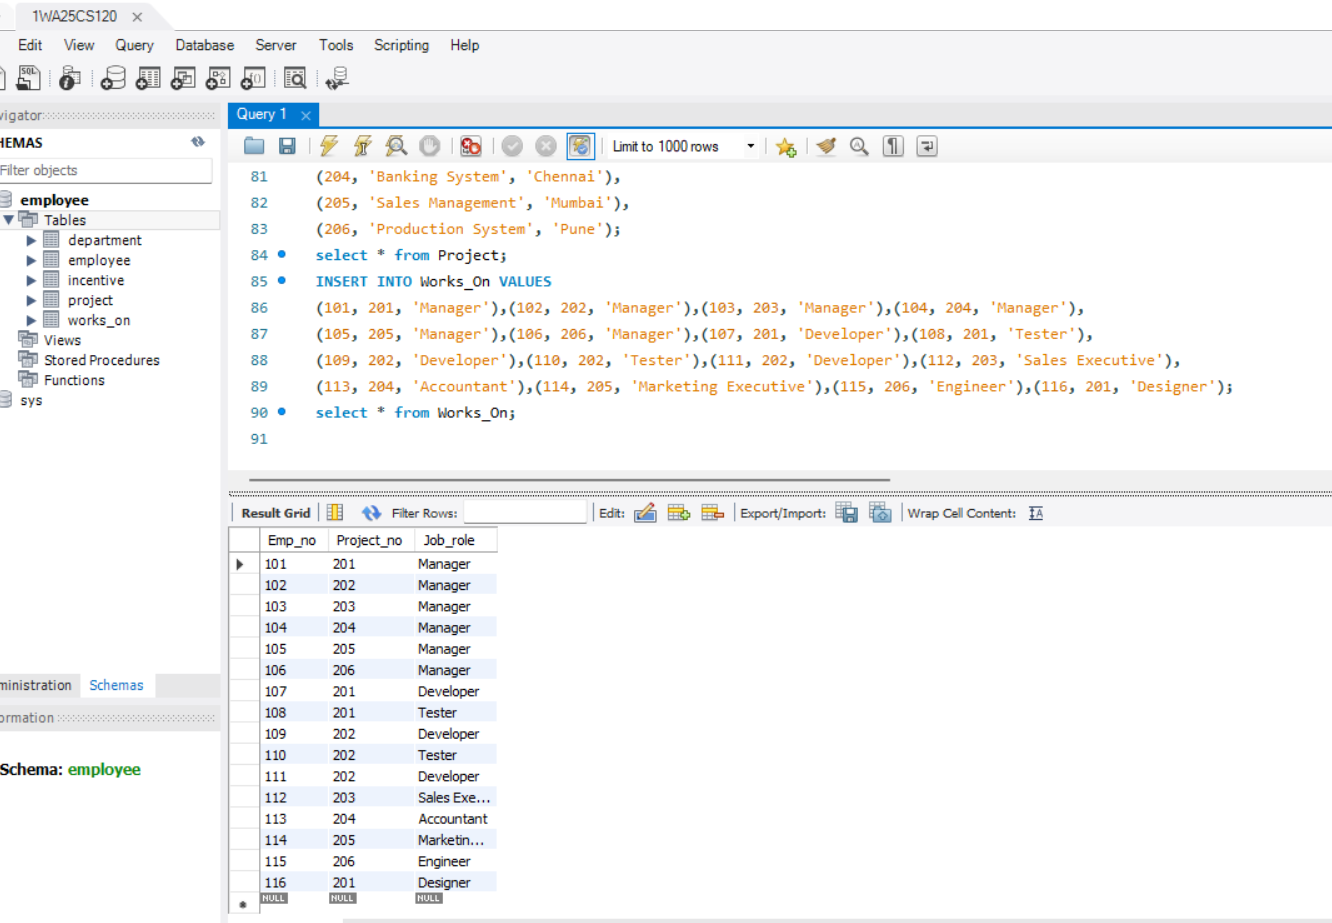 1WA25CS120
Edit View Query Database Server Tools Scripting Help
SQL
vigator
Query 1
HEMAS
Limit to 1000 rows
Filter objects
employee
Tables
department
employee
incentive
project
works_on
Views
Stored Procedures
Functions
sys
81 (204, 'Banking System', 'Chennai'),
82 (205, 'Sales Management', 'Mumbai'),
83 (206, 'Production System', 'Pune');
84 select * from Project;
85 INSERT INTO Works_On VALUES
86 (101, 201, 'Manager'),(102, 202, 'Manager'),(103, 203, 'Manager'),(104, 204, 'Manager'),
87 (105, 205, 'Manager'),(106, 206, 'Manager'),(107, 201, 'Developer'),(108, 201, 'Tester'),
88 (109, 202, 'Developer'),(110, 202, 'Tester'),(111, 202, 'Developer'),(112, 203, 'Sales Executive'),
89 (113, 204, 'Accountant'),(114, 205, 'Marketing Executive'),(115, 206, 'Engineer'),(116, 201, 'Designer');
90 select * from Works_On;
91
Result Grid Filter Rows: Edit: Export/Import: Wrap Cell Content: IA
Emp_no Project_no Job_role
101 201 Manager
102 202 Manager
103 203 Manager
104 204 Manager
105 205 Manager
106 206 Manager
107 201 Developer
108 201 Tester
109 202 Developer
110 202 Tester
111 202 Developer
112 203 Sales Exe...
113 204 Accountant
114 205 Marketin...
115 206 Engineer
116 201 Designer
NULL NULL NULL
ministration Schemas
ormation
Schema: employee